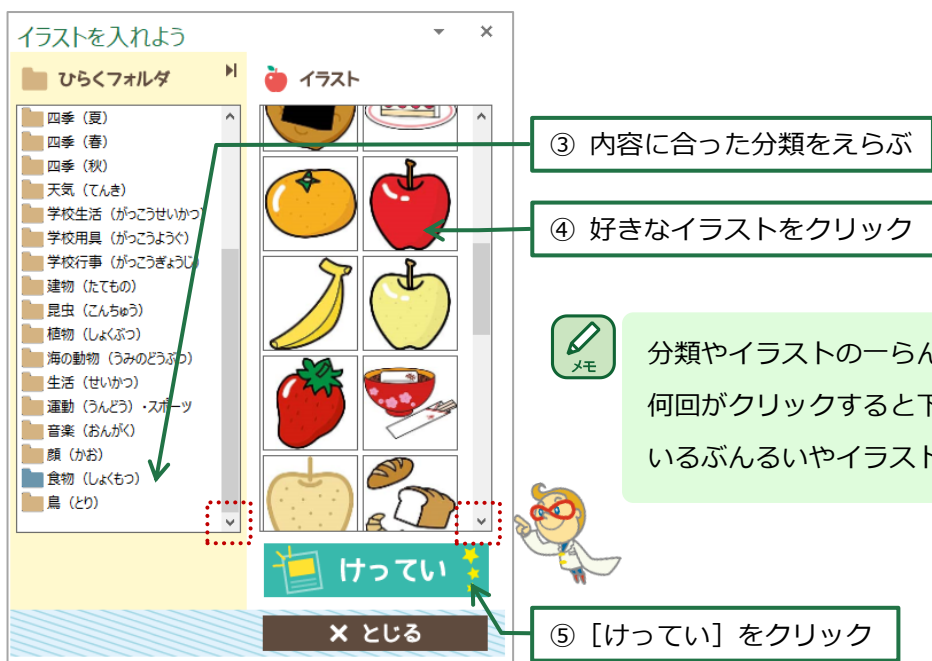 イラストを入れよう
ひらくフォルダ
イラスト
四季（夏）
四季（春）
四季（秋）
天気（てんき）
学校生活（がっこうせいかつ）
学校用具（がっこうようぐ）
学校行事（がっこうぎょうじ）
建物（たてもの）
昆虫（こんちゅう）
植物（しょくぶつ）
海の動物（うみのどうぶつ）
生活（せいかつ）
運動（うんどう）・スポーツ
音楽（おんがく）
顔（かお）
食物（しょくもつ）
鳥（とり）
けってい
× とじる
③ 内容に合った分類をえらぶ
④ 好きなイラストをクリック
メモ
分類やイラストの一らん
何回がクリックすると下
いるぶんるいやイラスト
⑤［けってい］をクリック